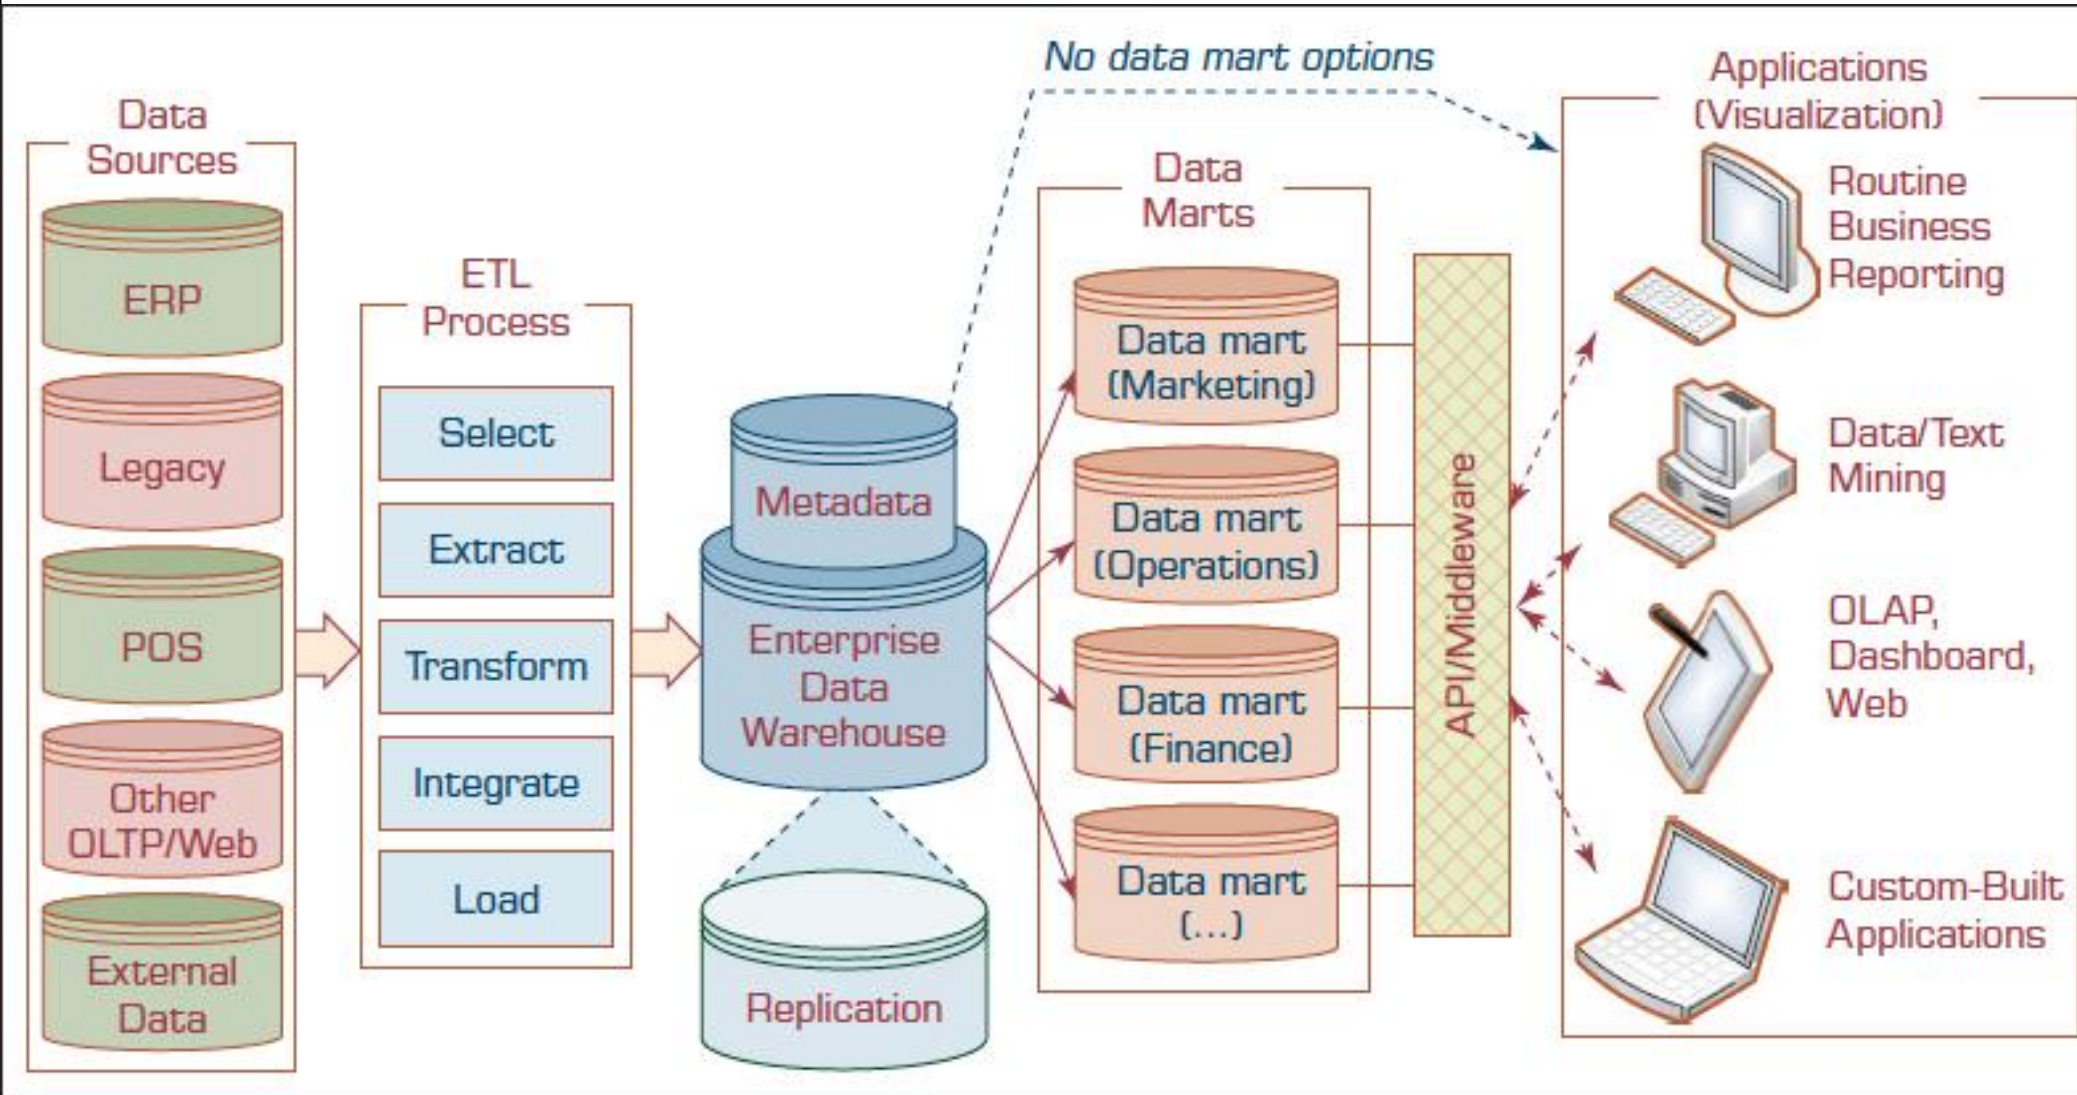 No data mart options
Data
Sources
ERP
Legacy
POS
Other
OLTP/Web
External
Data
ETL
Process
Select
Extract
Transform
Integrate
Load
Metadata
Enterprise
Data
Warehouse
Replication
Data
Marts
Data mart
(Marketing)
Data mart
(Operations)
Data mart
(Finance)
Data mart
(...)
API/Middleware
Applications
(Visualization)
Routine
Business
Reporting
Data/Text
Mining
OLAP,
Dashboard,
Web
Custom-Built
Applications